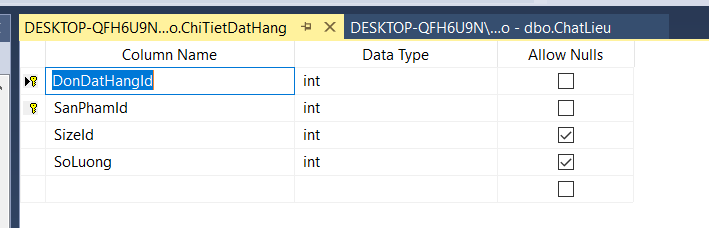 DESKTOP-QFH6U9N...o.ChiTietDatHang DESKTOP-QFH6U9N\...o - dbo.ChatLieu
Column Name Data Type Allow Nulls
DonDatHangId int
SanPhamId int
SizeId int
SoLuong int